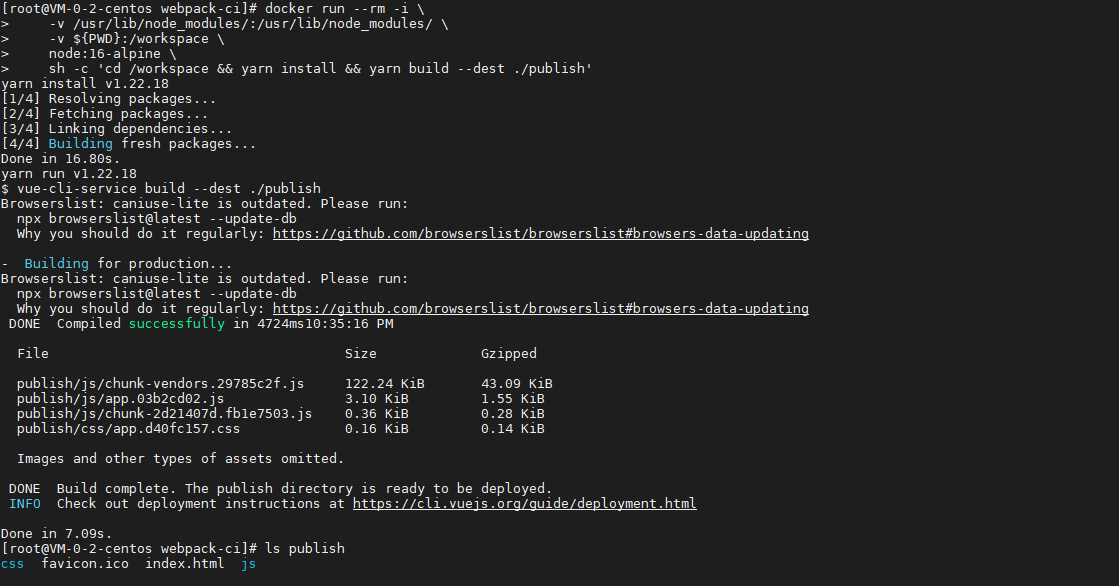 [root@VM-0-2-centos webpack-ci]# docker run --rm -i \
>     -v /usr/lib/node_modules/:/usr/lib/node_modules/ \
>     -v ${PWD}:/workspace \
>     node:16-alpine \
>     sh -c 'cd /workspace && yarn install && yarn build --dest ./publish'
yarn install v1.22.18
[1/4] Resolving packages...
[2/4] Fetching packages...
[3/4] Linking dependencies...
[4/4] Building fresh packages...
Done in 16.80s.
yarn run v1.22.18
$ vue-cli-service build --dest ./publish
Browserslist: caniuse-lite is outdated. Please run:
  npx browserslist@latest --update-db
  Why you should do it regularly: https://github.com/browserslist/browserslist#browsers-data-updating
-  Building for production...
Browserslist: caniuse-lite is outdated. Please run:
  npx browserslist@latest --update-db
  Why you should do it regularly: https://github.com/browserslist/browserslist#browsers-data-updating
 DONE  Compiled successfully in 4724ms10:35:16 PM
  File                                     Size             Gzipped
  publish/js/chunk-vendors.29785c2f.js     122.24 KiB       43.09 KiB
  publish/js/app.03b2cd02.js               3.10 KiB         1.55 KiB
  publish/js/chunk-2d21407d.fb1e7503.js    0.36 KiB         0.28 KiB
  publish/css/app.d40fc157.css             0.16 KiB         0.14 KiB
  Images and other types of assets omitted.
 DONE  Build complete. The publish directory is ready to be deployed.
 INFO  Check out deployment instructions at https://cli.vuejs.org/guide/deployment.html
Done in 7.09s.
[root@VM-0-2-centos webpack-ci]# ls publish
css  favicon.ico  index.html  js